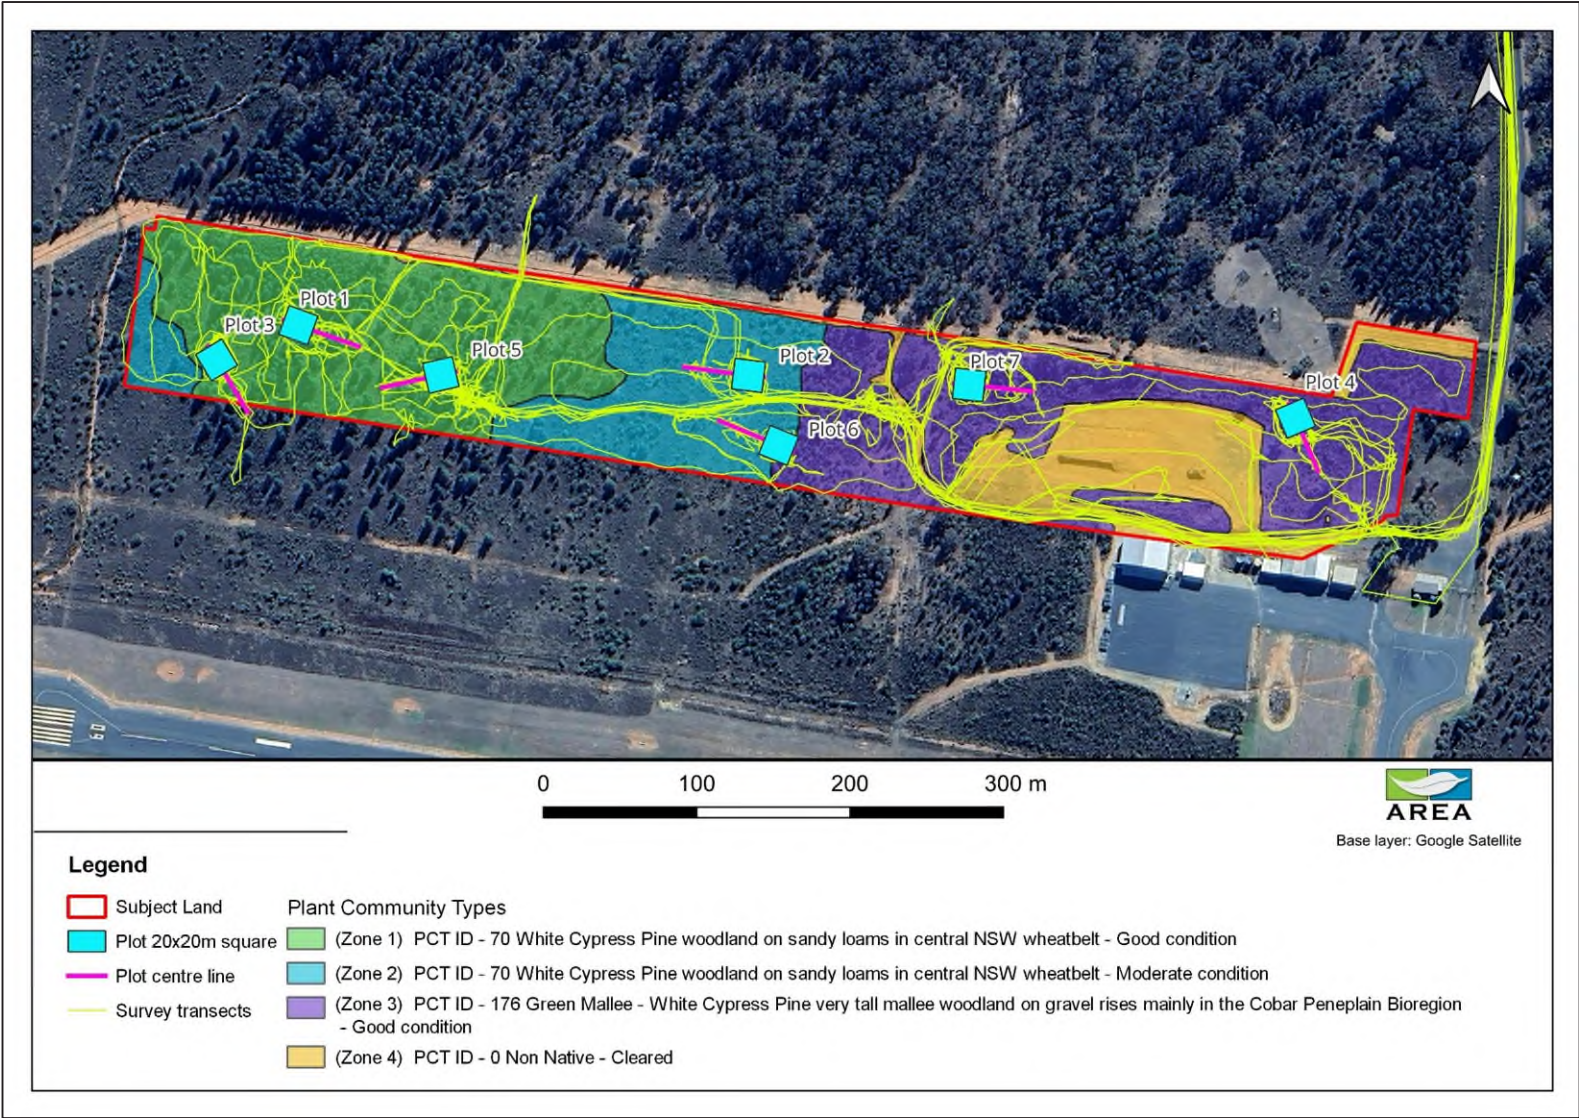 Plot 1
Plot 3
Plot 5
Plot 2
Plot 7
Plot 4
Plot 6
09
0 100 200 300 m
AREA
Base layer: Google Satellite
Legend
Subject Land
Plot 20x20m square
Plot centre line
Survey transects
Plant Community Types
(Zone 1) PCT ID - 70 White Cypress Pine woodland on sandy loams in central NSW wheatbelt - Good condition
(Zone 2) PCT ID - 70 White Cypress Pine woodland on sandy loams in central NSW wheatbelt - Moderate condition
(Zone 3) PCT ID - 176 Green Mallee - White Cypress Pine very tall mallee woodland on gravel rises mainly in the Cobar Peneplain Bioregion
- Good condition
(Zone 4) PCT ID - 0 Non Native - Cleared